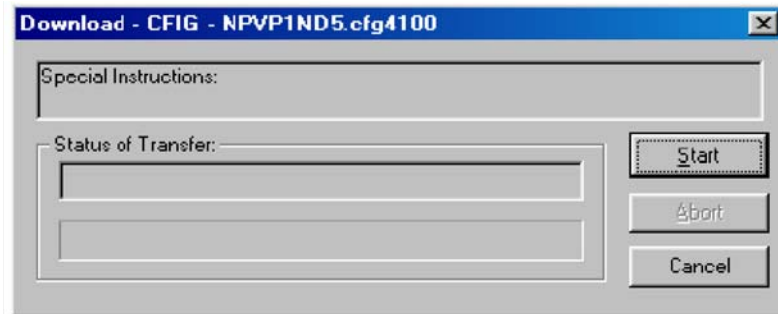 Download - CFIG - NPVP1ND5.cfg4100
Special Instructions:
Status of Transfer:
Start
Abort
Cancel